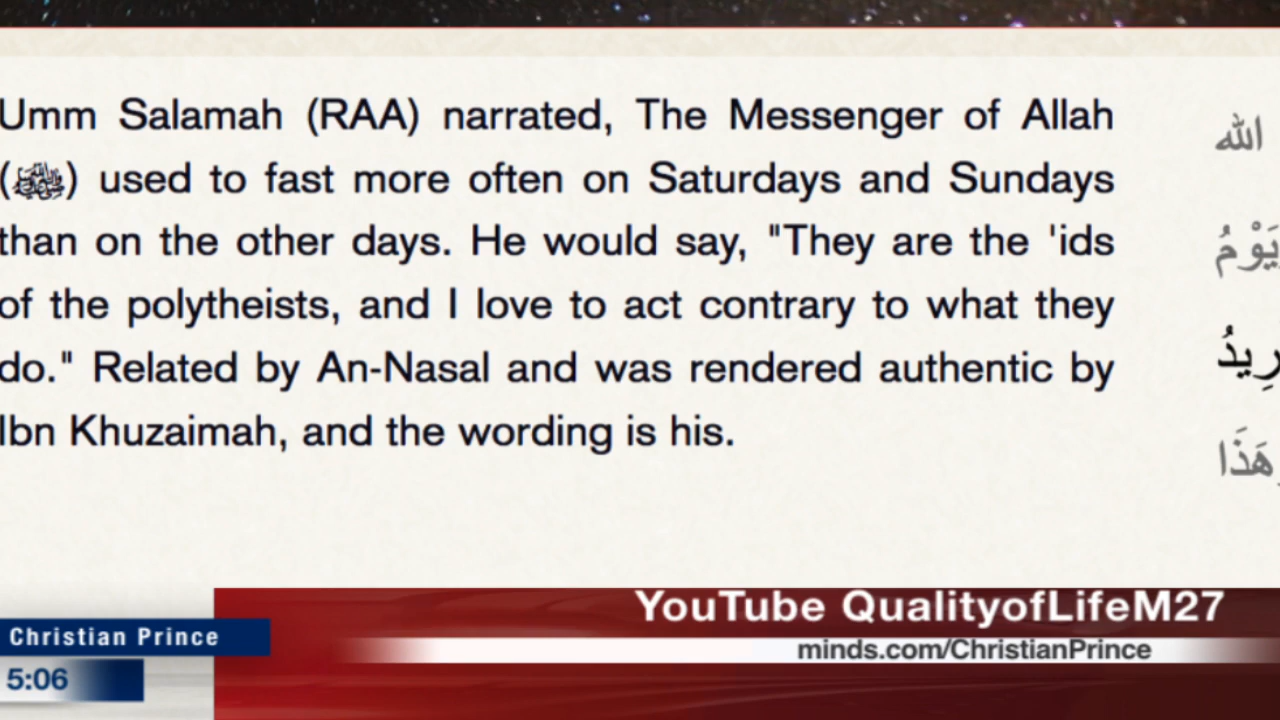 Umm Salamah (RAA) narrated, The Messenger of Allah
(ﷺ) used to fast more often on Saturdays and Sundays
than on the other days. He would say, "They are the 'ids
of the polytheists, and I love to act contrary to what they
do." Related by An-Nasal and was rendered authentic by
Ibn Khuzaimah, and the wording is his.
الله
يَوْمُ
هَذَا
YouTube QualityofLifeM27
Christian Prince
minds.com/ChristianPrince
5:06